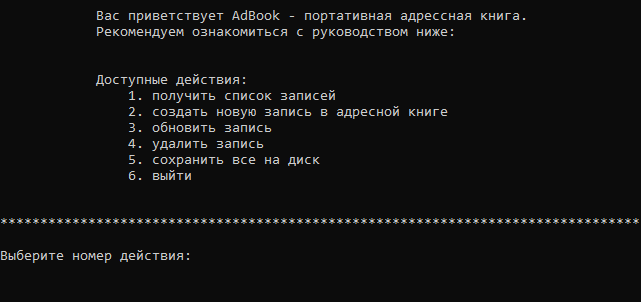 Вас приветствует AdBook - портативная адрессная книга.
Рекомендуем ознакомиться с руководством ниже:
Доступные действия:
1. получить список записей
2. создать новую запись в адресной книге
3. обновить запись
4. удалить запись
5. сохранить все на диск
6. выйти
********************************************************************************
Выберите номер действия: